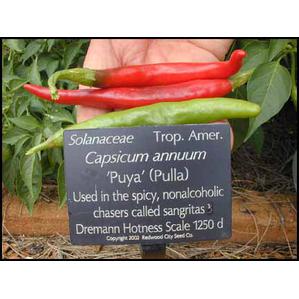 Solanaceae Trop. Amer.
Capsicum annuum
'Puya' (Pulla)
Used in the spicy, nonalcoholic
chasers called sangritas³
Dremann Hotness Scale 1250 d
Copyright 2002 Redwood City Seed Co.